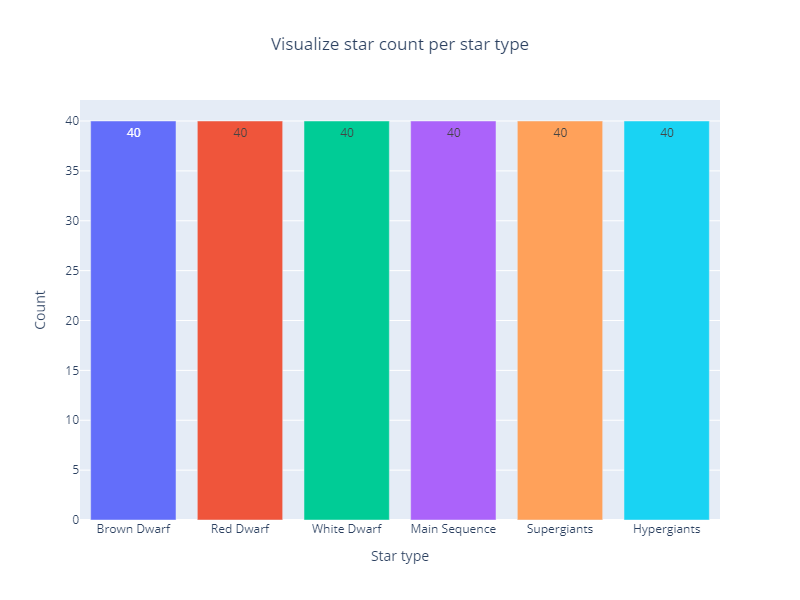 Visualize star count per star type
40
35
30
25
20
15
10
5
0
Count
40 40 40 40 40 40
Brown Dwarf Red Dwarf White Dwarf Main Sequence Supergiants Hypergiants
Star type